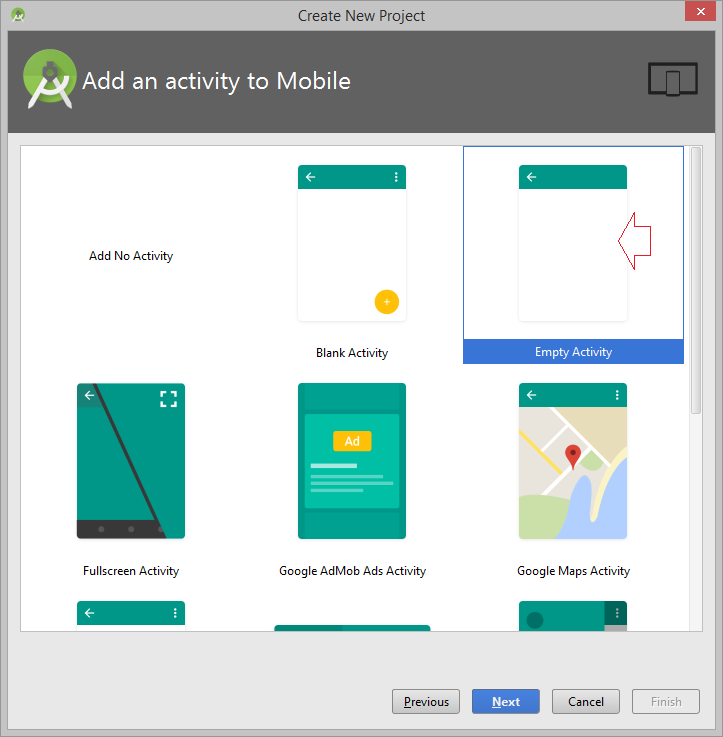 Create New Project
Add an activity to Mobile
Add No Activity
Blank Activity
Empty Activity
Ad
Fullscreen Activity
Google AdMob Ads Activity
Google Maps Activity
Previous
Next
Cancel
Finish